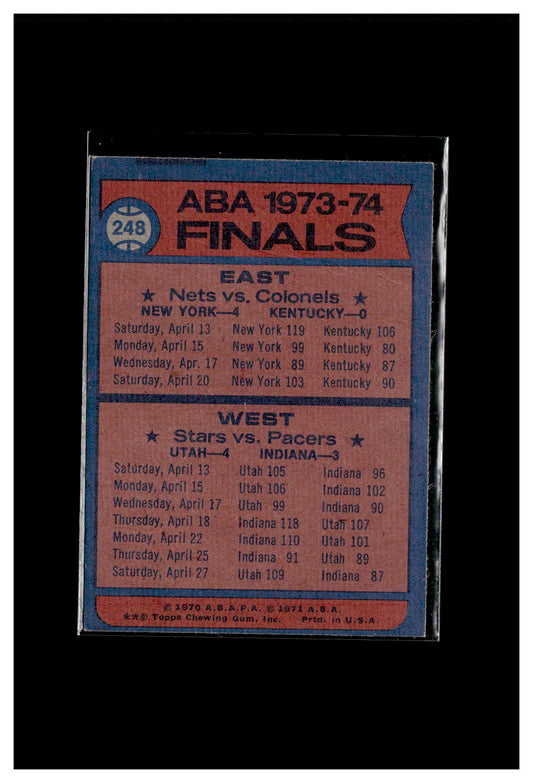 248
ABA 1973-74
FINALS
EAST
★ Nets vs. Colonels ★
NEW YORK—4 KENTUCKY—0
Saturday, April 13 New York 119 Kentucky 106
Monday, April 15 New York 99 Kentucky 80
Wednesday, Apr. 17 New York 89 Kentucky 87
Saturday, April 20 New York 103 Kentucky 90
WEST
★ Stars vs. Pacers ★
UTAH—4 INDIANA—3
Saturday, April 13 Utah 105 Indiana 96
Monday, April 15 Utah 106 Indiana 102
Wednesday, April 17 Utah 99 Indiana 90
Thursday, April 18 Indiana 118 Utah 107
Monday, April 22 Indiana 110 Utah 101
Thursday, April 25 Indiana 91 Utah 89
Saturday, April 27 Utah 109 Indiana 87
© 1970 A.B.A.P.A. © 1971 A.B.A.
★★© Topps Chewing Gum, Inc. Prtd. in U.S.A.